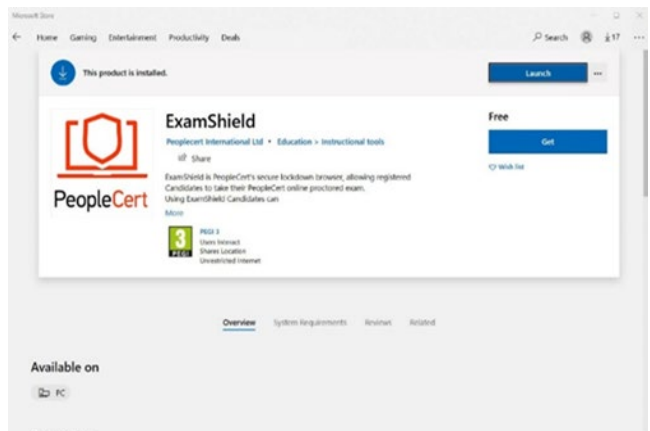 Microsoft Store
Home Gaming Entertainment Productivity Deals Search 17
This product is installed.
Launch
ExamShield
Free
Peoplecert International Ltd • Education > Instructional tools
Get
Share
Wish list
ExamShield is PeopleCert's secure lockdown browser, allowing registered
Candidates to take their PeopleCert online proctored exam.
Using ExamShield Candidates can
More
PeopleCert
3
PEGI
PEGI 3
Users Interact
Shares Location
Unrestricted Internet
Overview System Requirements Reviews Related
Available on
PC